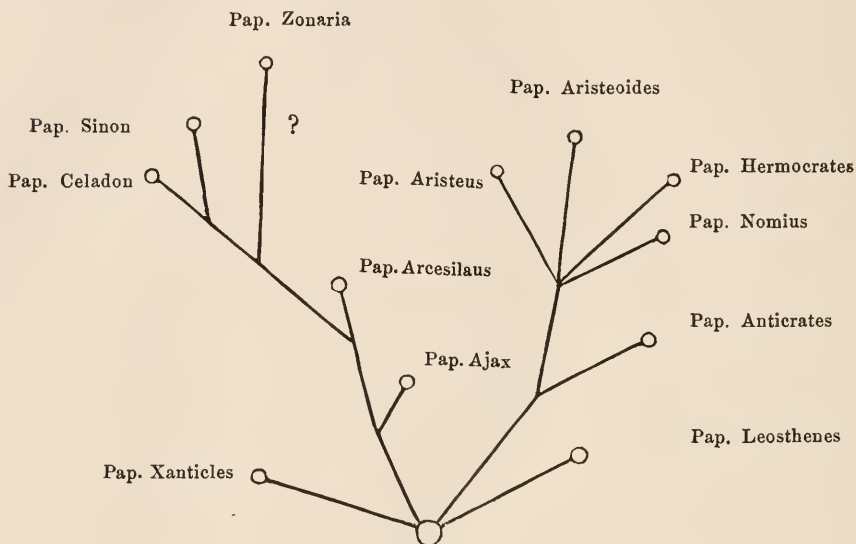 Pap. Zonaria
Pap. Aristeoides
Pap. Sinon
?
Pap. Hermocrates
Pap. Celadon
Pap. Aristeus
Pap. Nomius
Pap. Arcesilaus
Pap. Anticrates
Pap. Ajax
Pap. Leosthenes
Pap. Xanticles